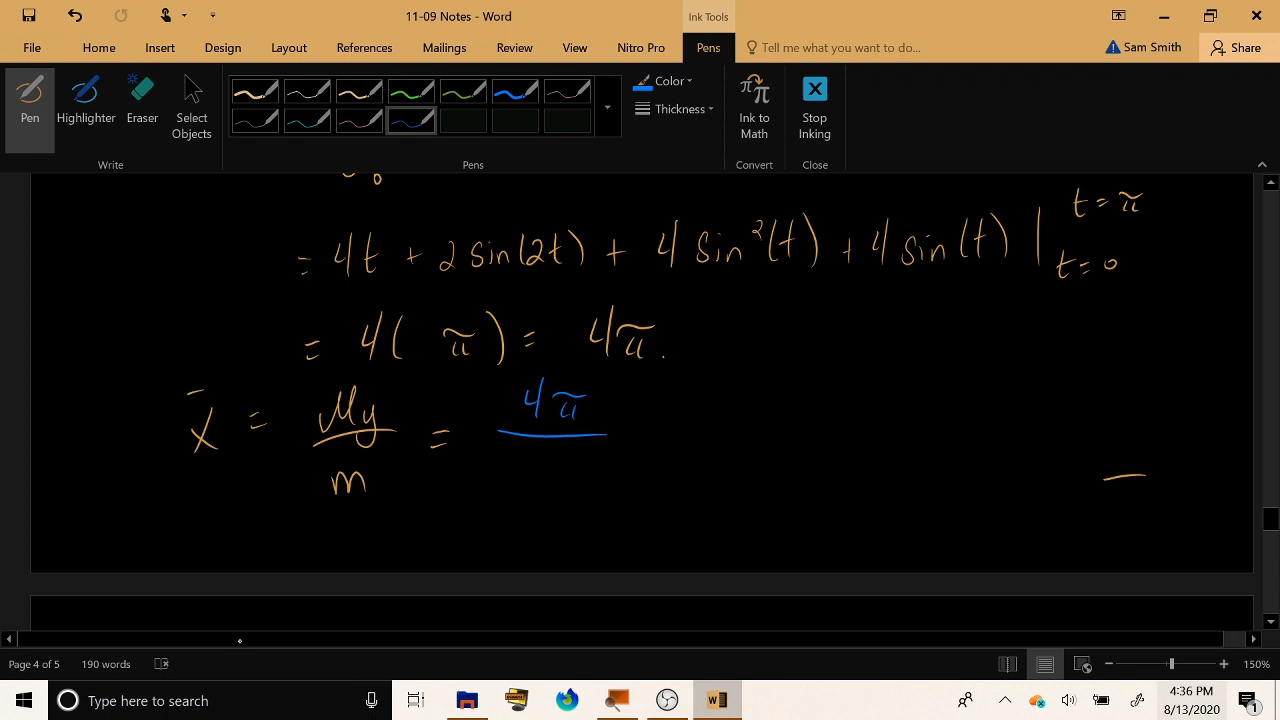 11-09 Notes - Word
Ink Tools
File Home Insert Design Layout References Mailings Review View Nitro Pro Pens Tell me what you want to do... Sam Smith Share
Pen Highlighter Eraser Select Objects Color Thickness Ink to Math Stop Inking
Write Pens Convert Close
= 4t + 2 sin(2t) + 4 sin²(t) + 4 sin(t) | t = π t = 0
= 4( π ) = 4π.
x̄ = My / m = 4π
Page 4 of 5 190 words 150%
Type here to search 4:36 PM
8/13/2020 1